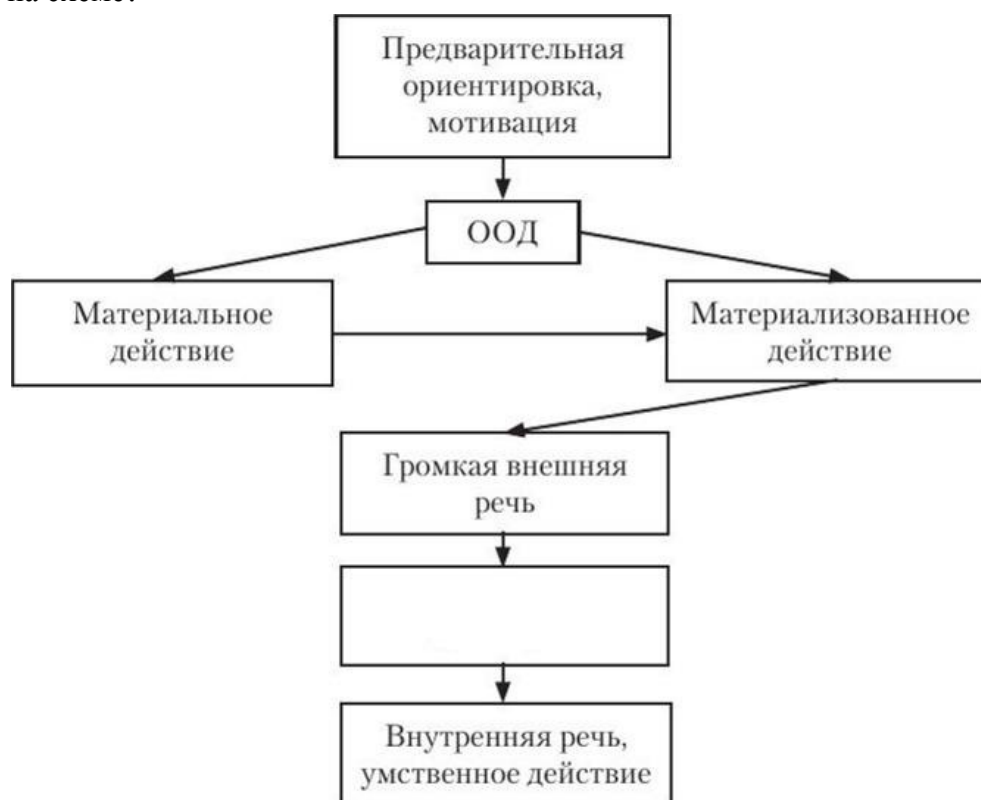 на схеме?
Предварительная
ориентировка,
мотивация
ООД
Материальное
действие
Материализованное
действие
Громкая внешняя
речь
Внутренняя речь,
умственное действие